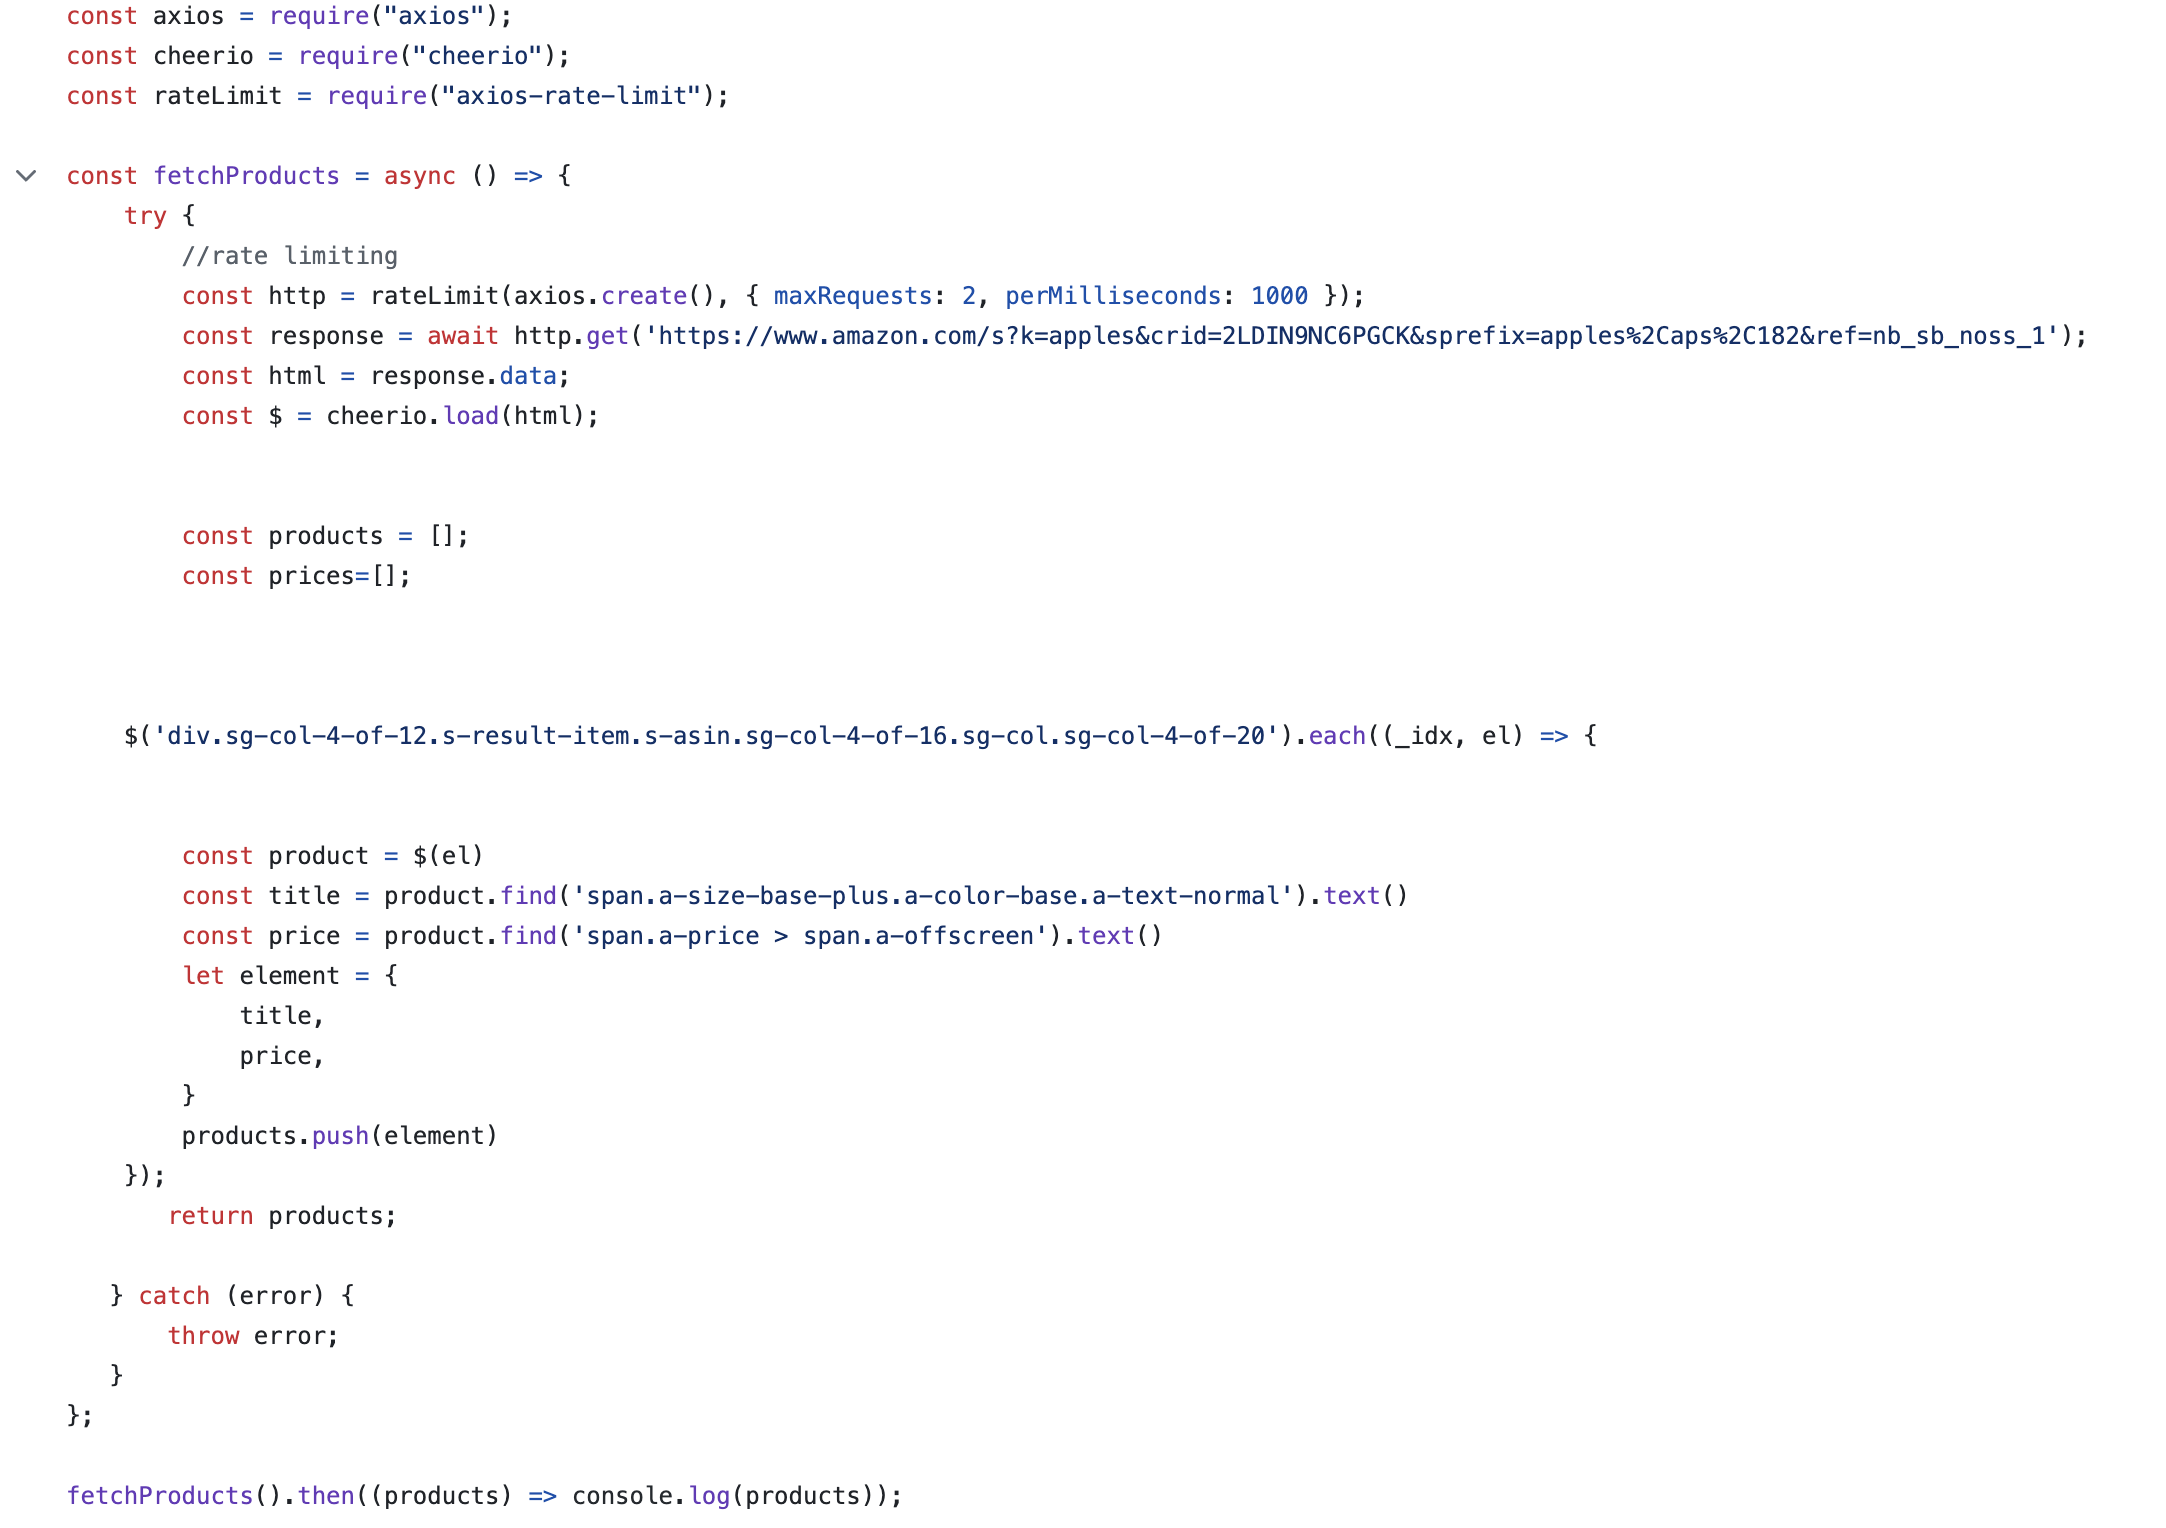 const axios = require("axios");
const cheerio = require("cheerio");
const rateLimit = require("axios-rate-limit");
const fetchProducts = async () => {
try {
//rate limiting
const http = rateLimit(axios.create(), { maxRequests: 2, perMilliseconds: 1000 });
const response = await http.get('https://www.amazon.com/s?k=apples&crid=2LDIN9NC6PGCK&sprefix=apples%2Caps%2C182&ref=nb_sb_noss_1');
const html = response.data;
const $ = cheerio.load(html);
const products = [];
const prices=[];
$('div.sg-col-4-of-12.s-result-item.s-asin.sg-col-4-of-16.sg-col.sg-col-4-of-20').each((_idx, el) => {
const product = $(el)
const title = product.find('span.a-size-base-plus.a-color-base.a-text-normal').text()
const price = product.find('span.a-price > span.a-offscreen').text()
let element = {
title,
price,
}
products.push(element)
});
return products;
} catch (error) {
throw error;
}
};
fetchProducts().then((products) => console.log(products));